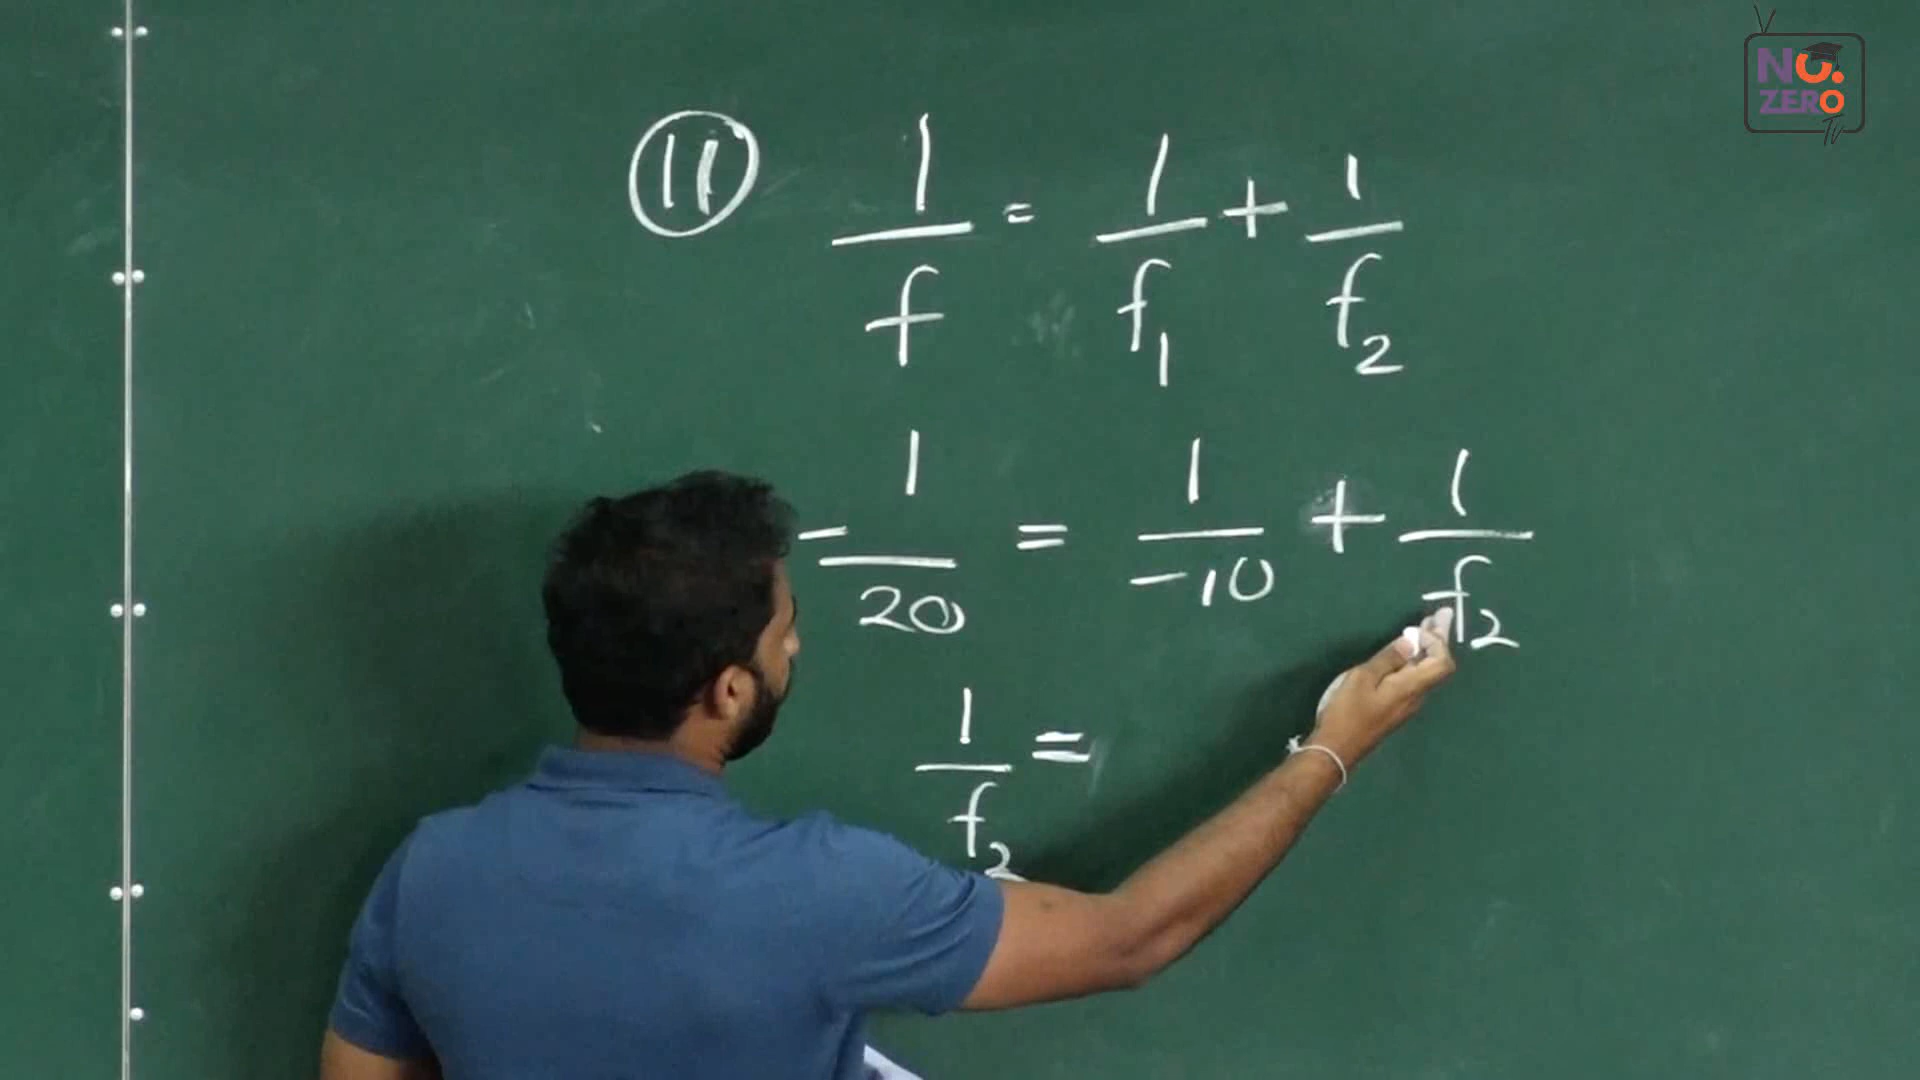 NO.
ZERO
TV
11 1/f = 1/f₁ + 1/f₂
- 1/20 = 1/-10 + 1/f₂
1/f₂ =